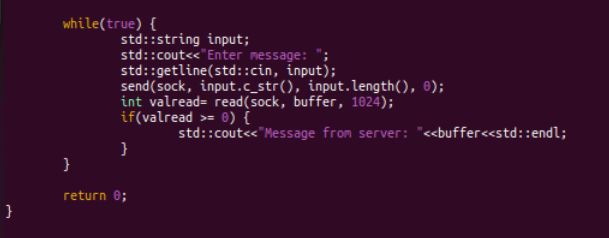 while(true) {
std::string input;
std::cout<<"Enter message: ";
std::getline(std::cin, input);
send(sock, input.c_str(), input.length(), 0);
int valread= read(sock, buffer, 1024);
if(valread >= 0) {
std::cout<<"Message from server: "<<buffer<<std::endl;
}
}
return 0;
}